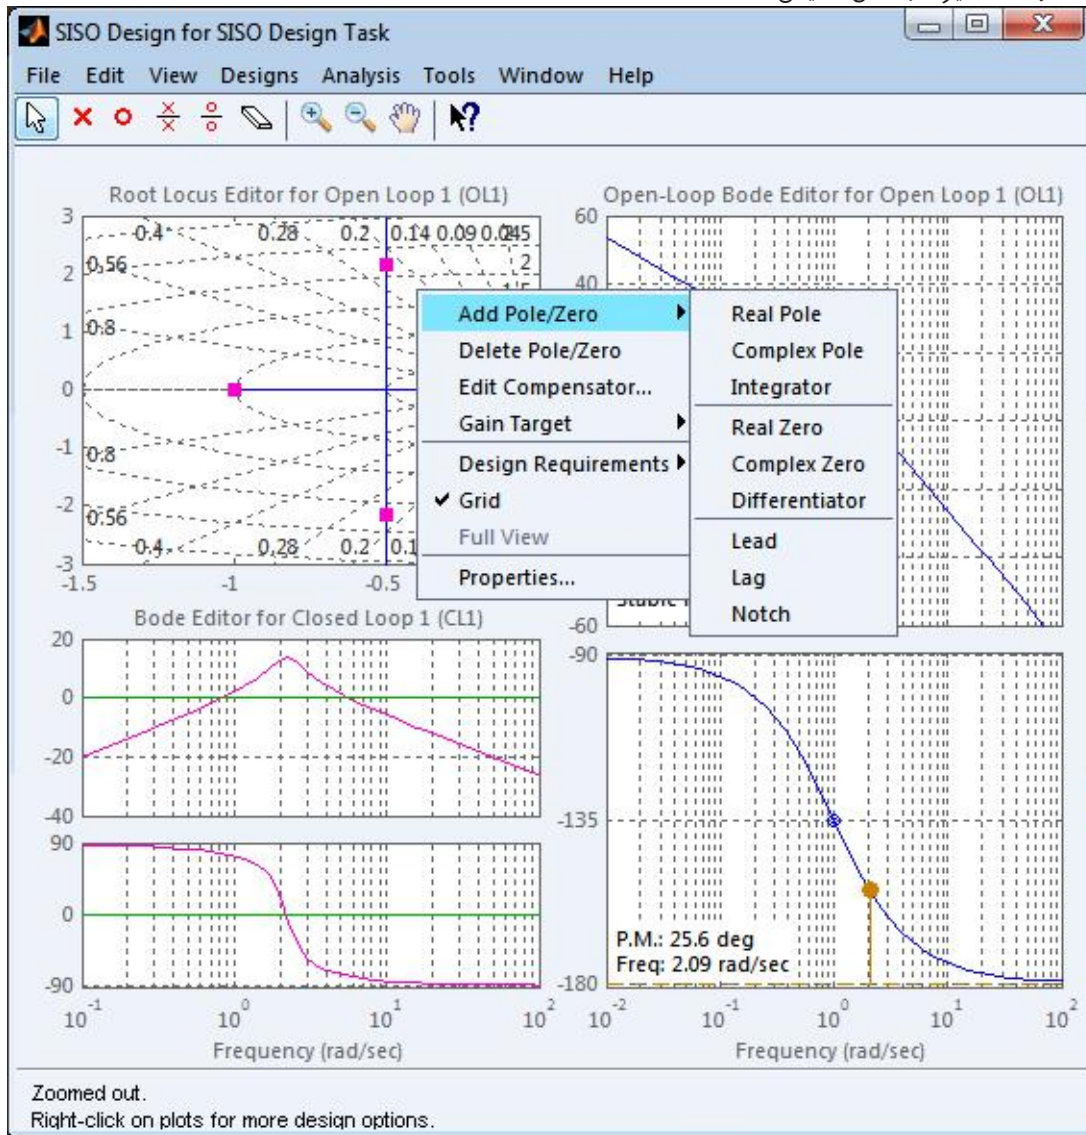 SISO Design for SISO Design Task
File Edit View Designs Analysis Tools Window Help
Root Locus Editor for Open Loop 1 (OL1)
3
2
1
0
-1
-2
-3
-1.5 -1 -0.5
0.4 0.28 0.2 0.14 0.09 0.045
2
0.56
0.8
0.8
0.56
0.4 0.28 0.2
Add Pole/Zero
Delete Pole/Zero
Edit Compensator...
Gain Target
Design Requirements
Grid
Full View
Properties...
Real Pole
Complex Pole
Integrator
Real Zero
Complex Zero
Differentiator
Lead
Lag
Notch
Open-Loop Bode Editor for Open Loop 1 (OL1)
60
40
-60
-90
-135
-180
P.M.: 25.6 deg
Freq: 2.09 rad/sec
10^-2 10^-1 10^0 10^1 10^2
Frequency (rad/sec)
Bode Editor for Closed Loop 1 (CL1)
20
0
-20
-40
90
0
-90
10^-1 10^0 10^1 10^2
Frequency (rad/sec)
Zoomed out.
Right-click on plots for more design options.